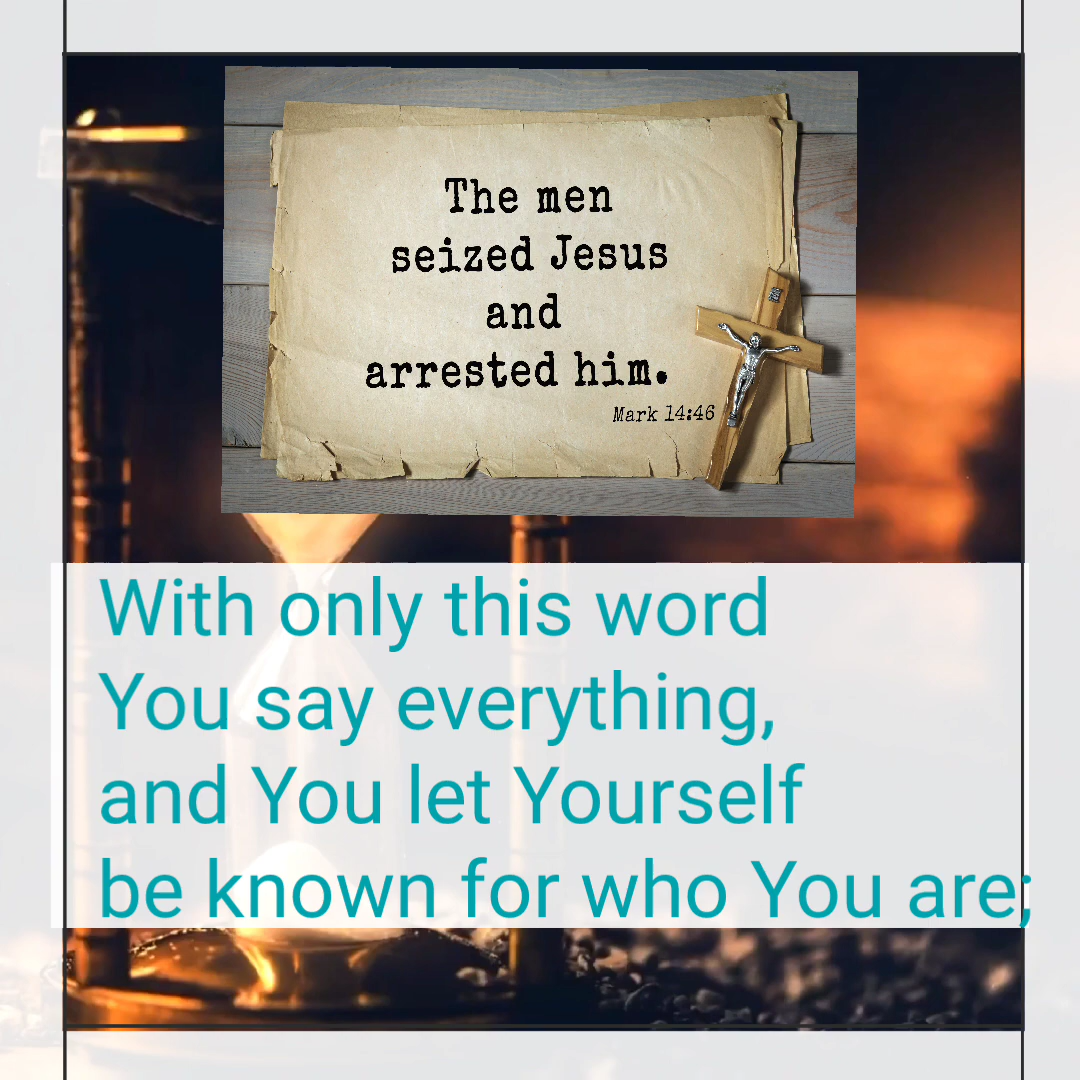 The men
seized Jesus
and
arrested him.
Mark 14:46
With only this word
You say everything,
and You let Yourself
be known for who You are;